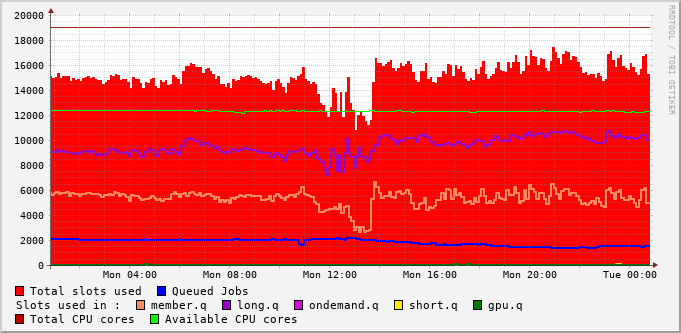 20000
18000
16000
14000
12000
10000
8000
6000
4000
2000
0
Mon 04:00 Mon 08:00 Mon 12:00 Mon 16:00 Mon 20:00 Tue 00:00
Total slots used Queued Jobs
Slots used in : member.q long.q ondemand.q short.q gpu.q
Total CPU cores Available CPU cores
RRDTOOL / TOBI OETIKER